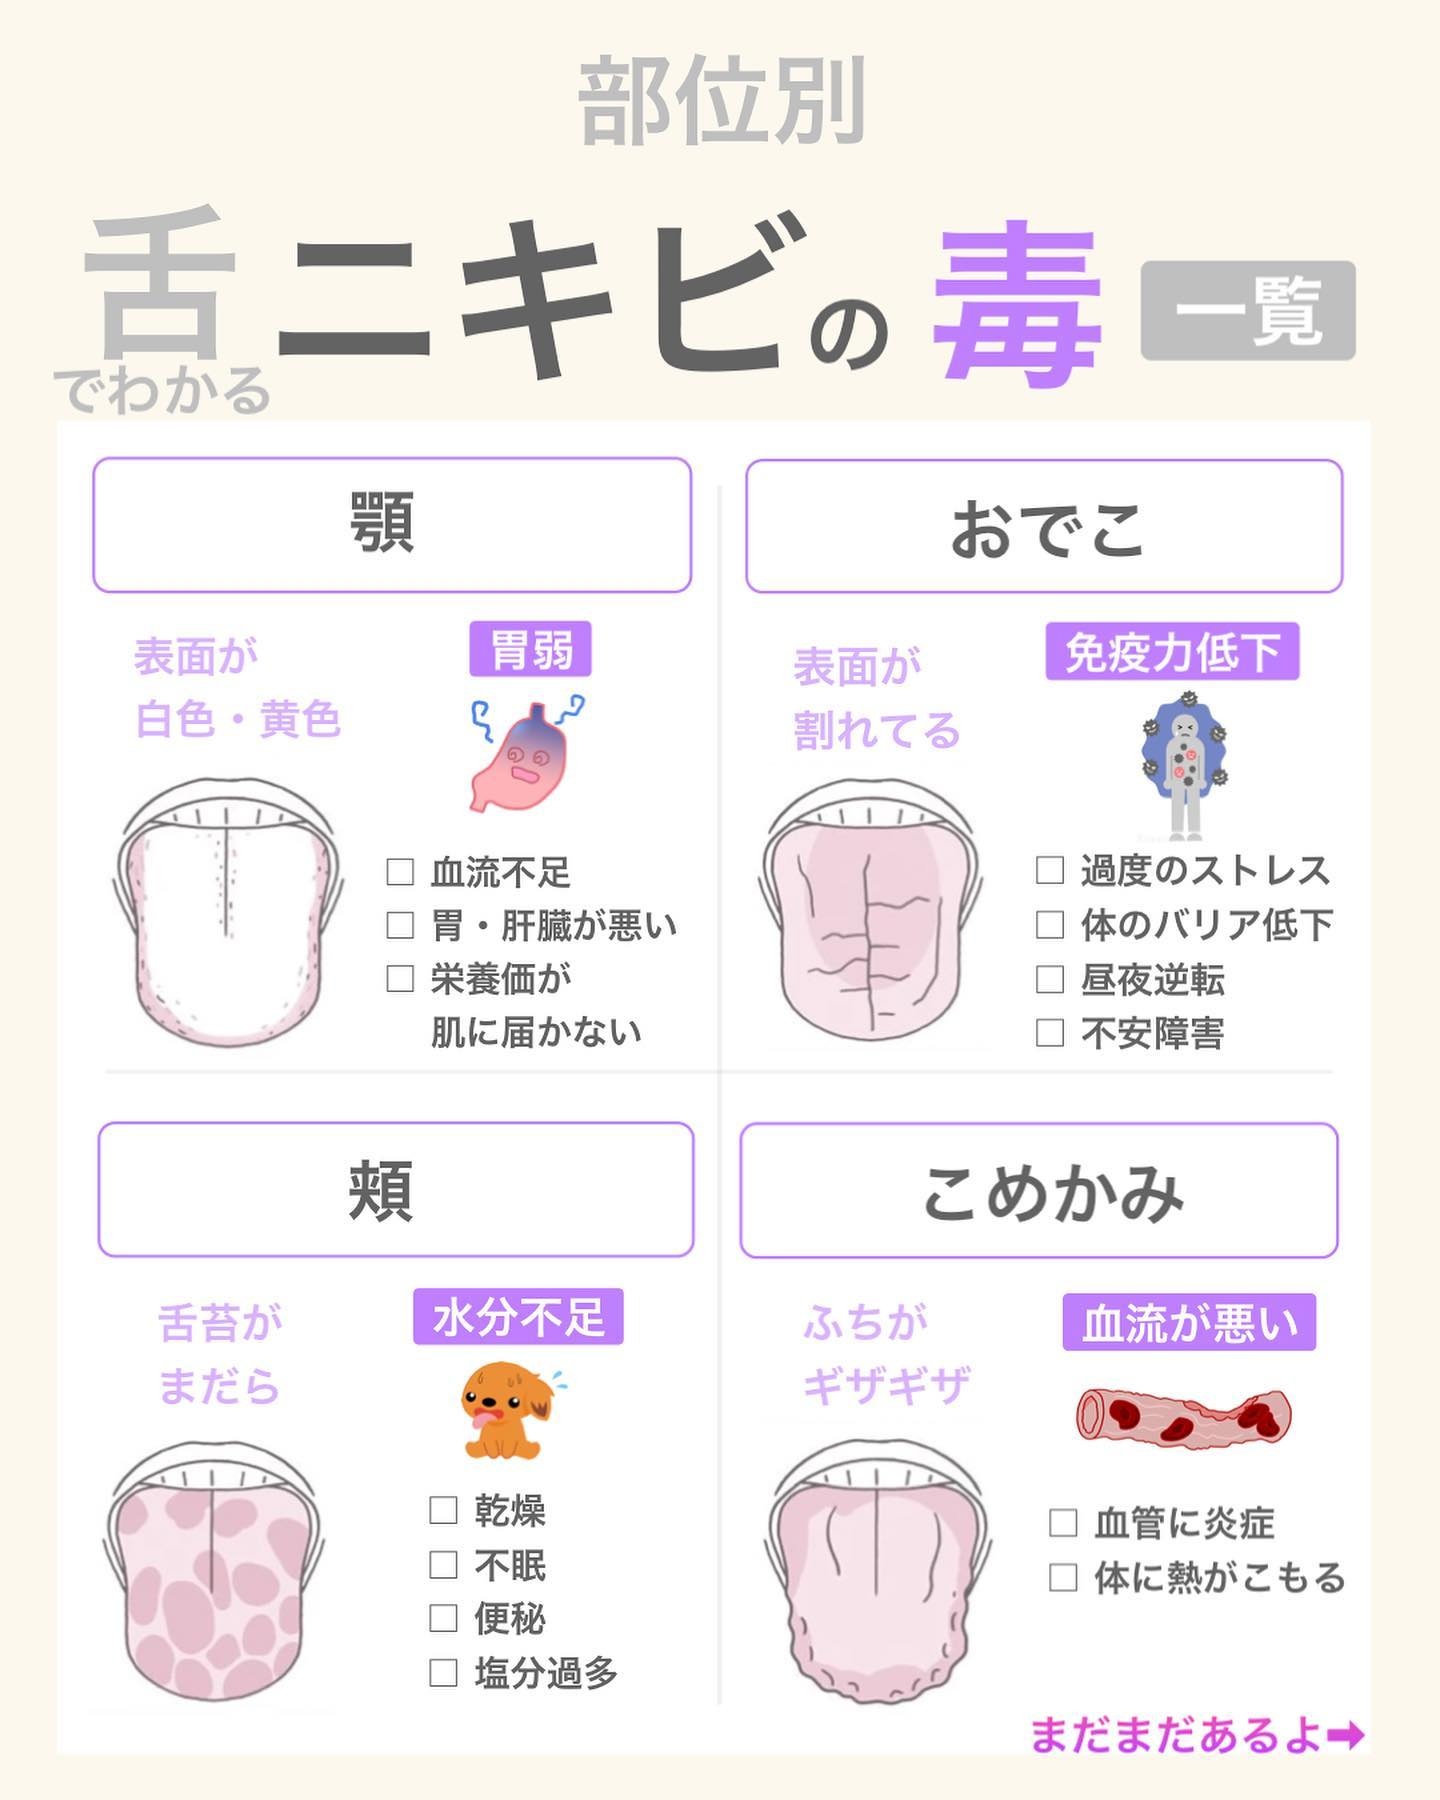 部位別
舌でわかる
ニキビの毒 一覧
顎
表面が
白色・黄色
胃弱
□ 血流不足
□ 胃・肝臓が悪い
□ 栄養価が
肌に届かない
おでこ
表面が
割れてる
免疫力低下
□ 過度のストレス
□ 体のバリア低下
□ 昼夜逆転
□ 不安障害
頬
舌苔が
まだら
水分不足
□ 乾燥
□ 不眠
□ 便秘
□ 塩分過多
こめかみ
ふちが
ギザギザ
血流が悪い
□ 血管に炎症
□ 体に熱がこもる
まだまだあるよ➡